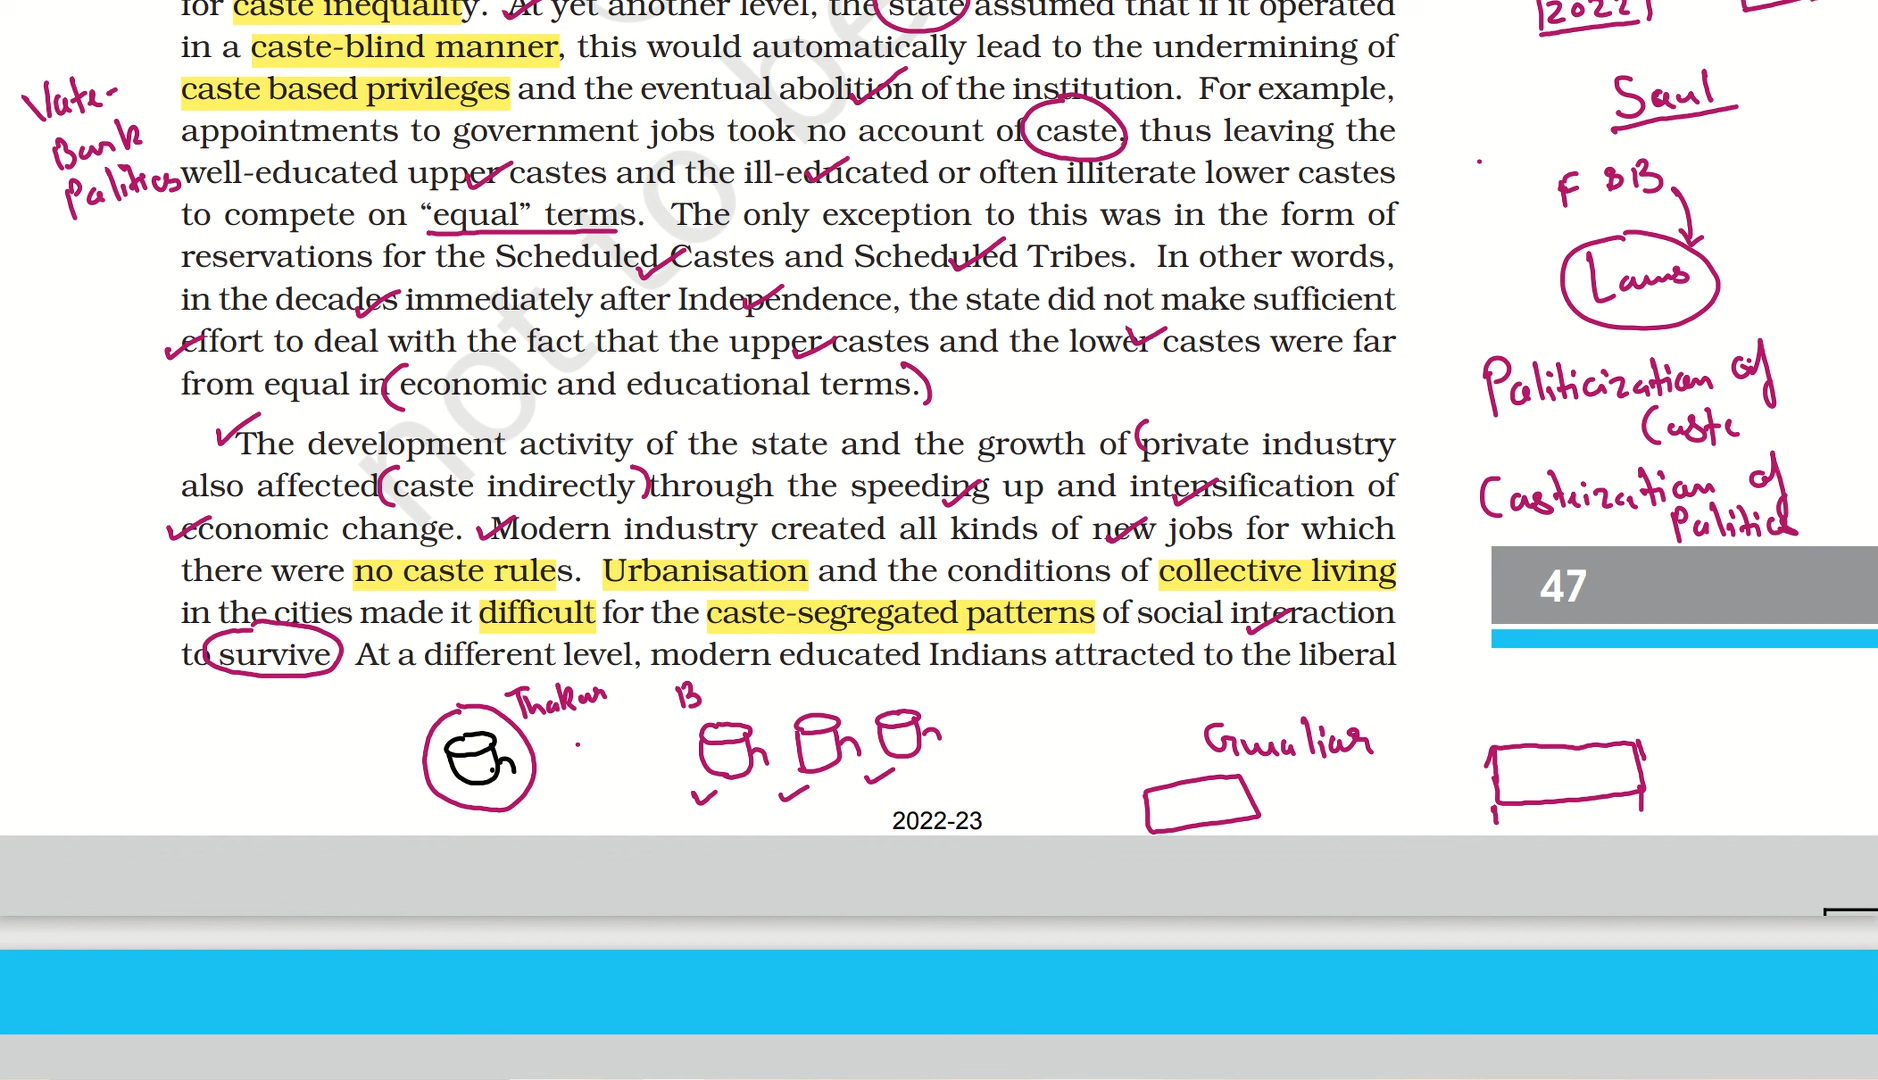 for caste inequality. At yet another level, the state assumed that if it operated
in a caste-blind manner, this would automatically lead to the undermining of
caste based privileges and the eventual abolition of the institution. For example,
appointments to government jobs took no account of caste, thus leaving the
well-educated upper castes and the ill-educated or often illiterate lower castes
to compete on “equal” terms. The only exception to this was in the form of
reservations for the Scheduled Castes and Scheduled Tribes. In other words,
in the decades immediately after Independence, the state did not make sufficient
effort to deal with the fact that the upper castes and the lower castes were far
from equal in economic and educational terms.
The development activity of the state and the growth of private industry
also affected caste indirectly through the speeding up and intensification of
economic change. Modern industry created all kinds of new jobs for which
there were no caste rules. Urbanisation and the conditions of collective living
in the cities made it difficult for the caste-segregated patterns of social interaction
to survive. At a different level, modern educated Indians attracted to the liberal
not to be
Vote-
Bank
Politics
2022
Soul
F &B
Laws
Politicization of
Caste
Casteization of
Politics
47
Thakur
B
Gwalior
2022-23